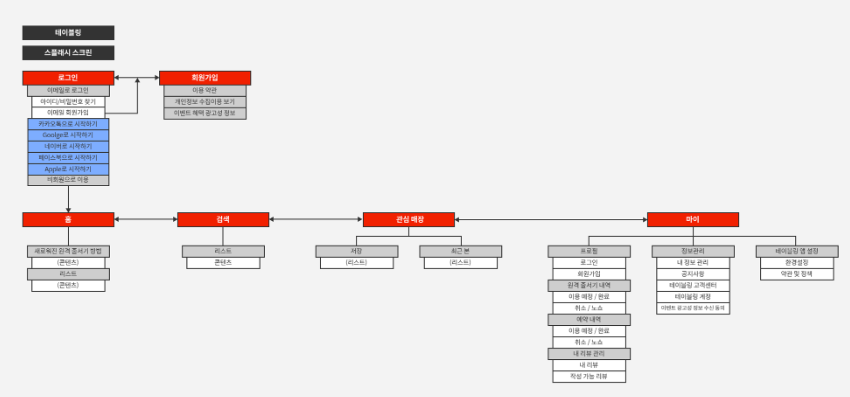 테이블링
스플래시 스크린
로그인
이메일로 로그인
아이디/비밀번호 찾기
이메일 회원가입
카카오톡으로 시작하기
Goolge로 시작하기
네이버로 시작하기
페이스북으로 시작하기
Apple로 시작하기
비회원으로 이용
회원가입
이용 약관
개인정보 수집이용 보기
이벤트 혜택 광고성 정보
홈
새로워진 원격 줄서기 방법
(콘텐츠)
리스트
(콘텐츠)
검색
리스트
콘텐츠
관심 매장
저장
(리스트)
최근 본
(리스트)
마이
프로필
로그인
회원가입
원격 줄서기 내역
이용 예정 / 완료
취소 / 노쇼
예약 내역
이용 예정 / 완료
취소 / 노쇼
내 리뷰 관리
내 리뷰
작성 가능 리뷰
정보관리
내 정보 관리
공지사항
테이블링 고객센터
테이블링 계정
이벤트 광고성 정보 수신 동의
테이블링 앱 설정
환경설정
약관 및 정책